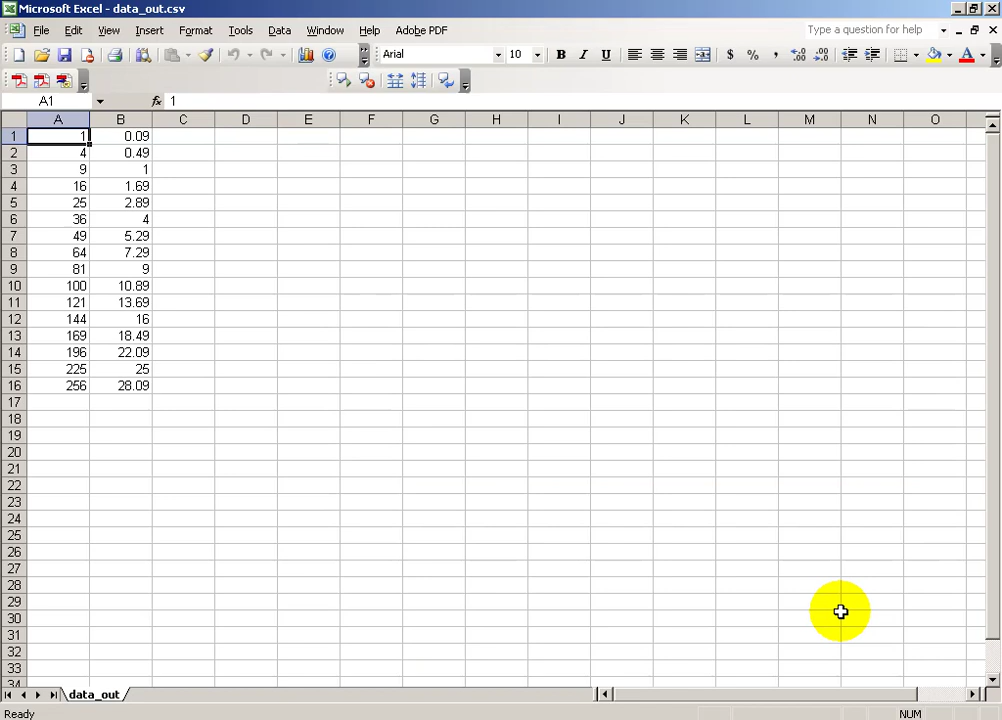 Microsoft Excel - data_out.csv
File Edit View Insert Format Tools Data Window Help Adobe PDF Type a question for help
Arial 10 B I U $ % ,
A1 fx 1
A B C D E F G H I J K L M N O
1 1 0.09
2 4 0.49
3 9 1
4 16 1.69
5 25 2.89
6 36 4
7 49 5.29
8 64 7.29
9 81 9
10 100 10.89
11 121 13.69
12 144 16
13 169 18.49
14 196 22.09
15 225 25
16 256 28.09
17
18
19
20
21
22
23
24
25
26
27
28
29
30
31
32
33
34
data_out
Ready NUM